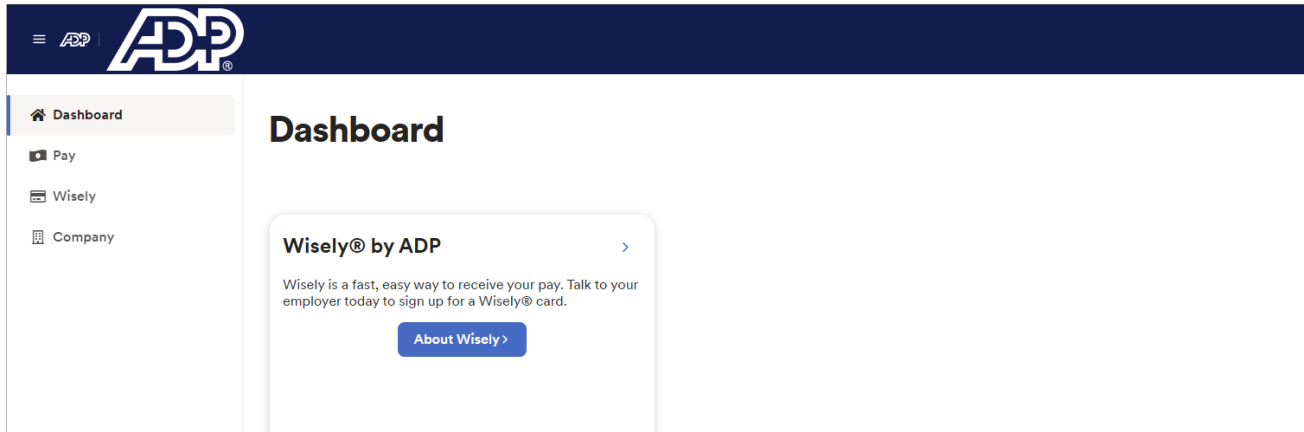 ADP
ADP®
Dashboard
Pay
Wisely
Company
Dashboard
Wisely® by ADP
Wisely is a fast, easy way to receive your pay. Talk to your
employer today to sign up for a Wisely® card.
About Wisely